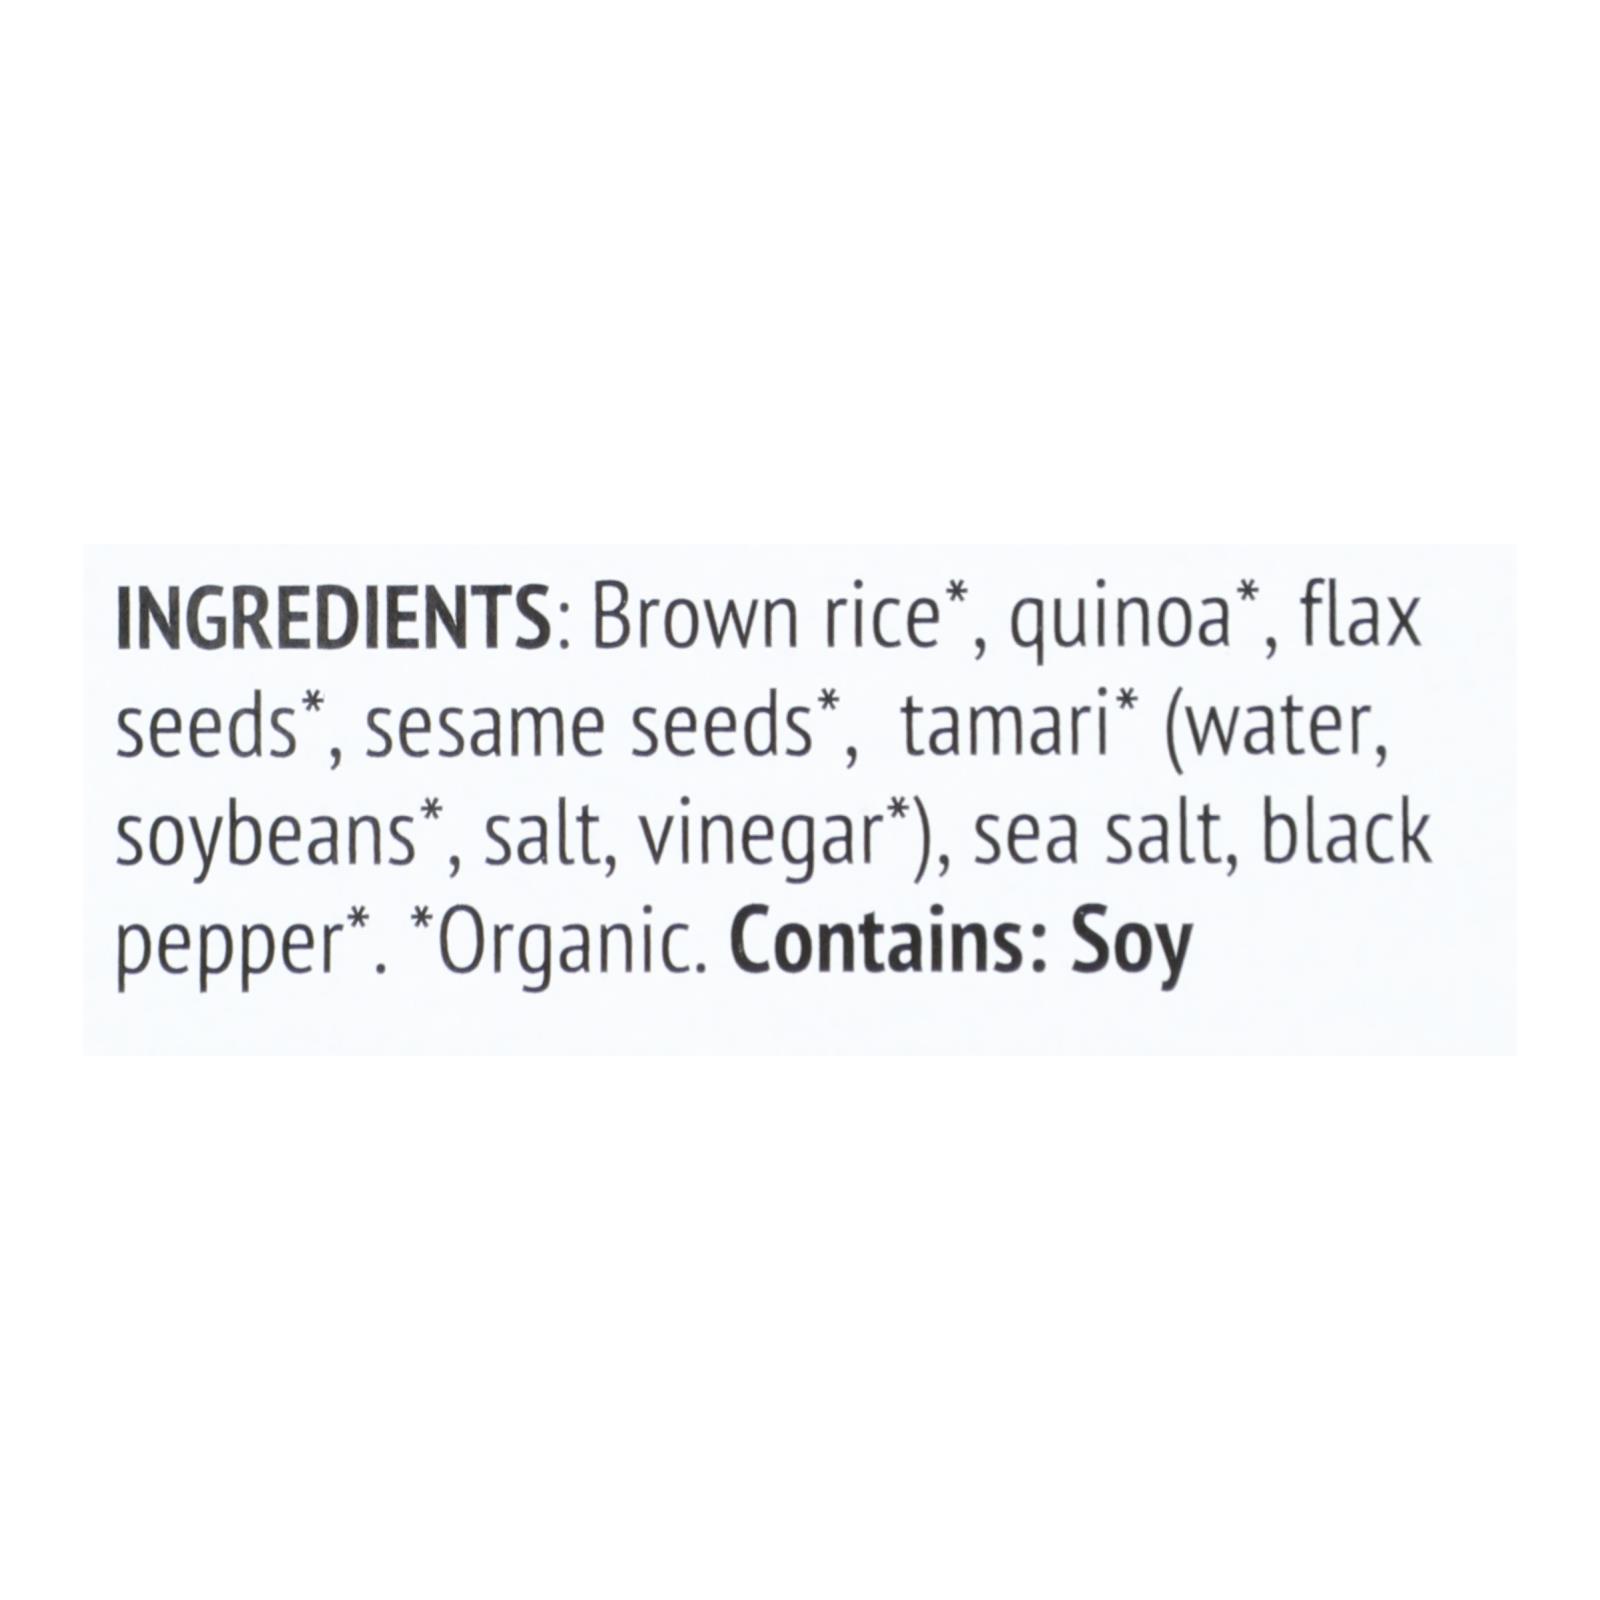 INGREDIENTS: Brown rice*, quinoa*, flax
seeds*, sesame seeds*,  tamari* (water,
soybeans*, salt, vinegar*), sea salt, black
pepper*.  *Organic. Contains: Soy